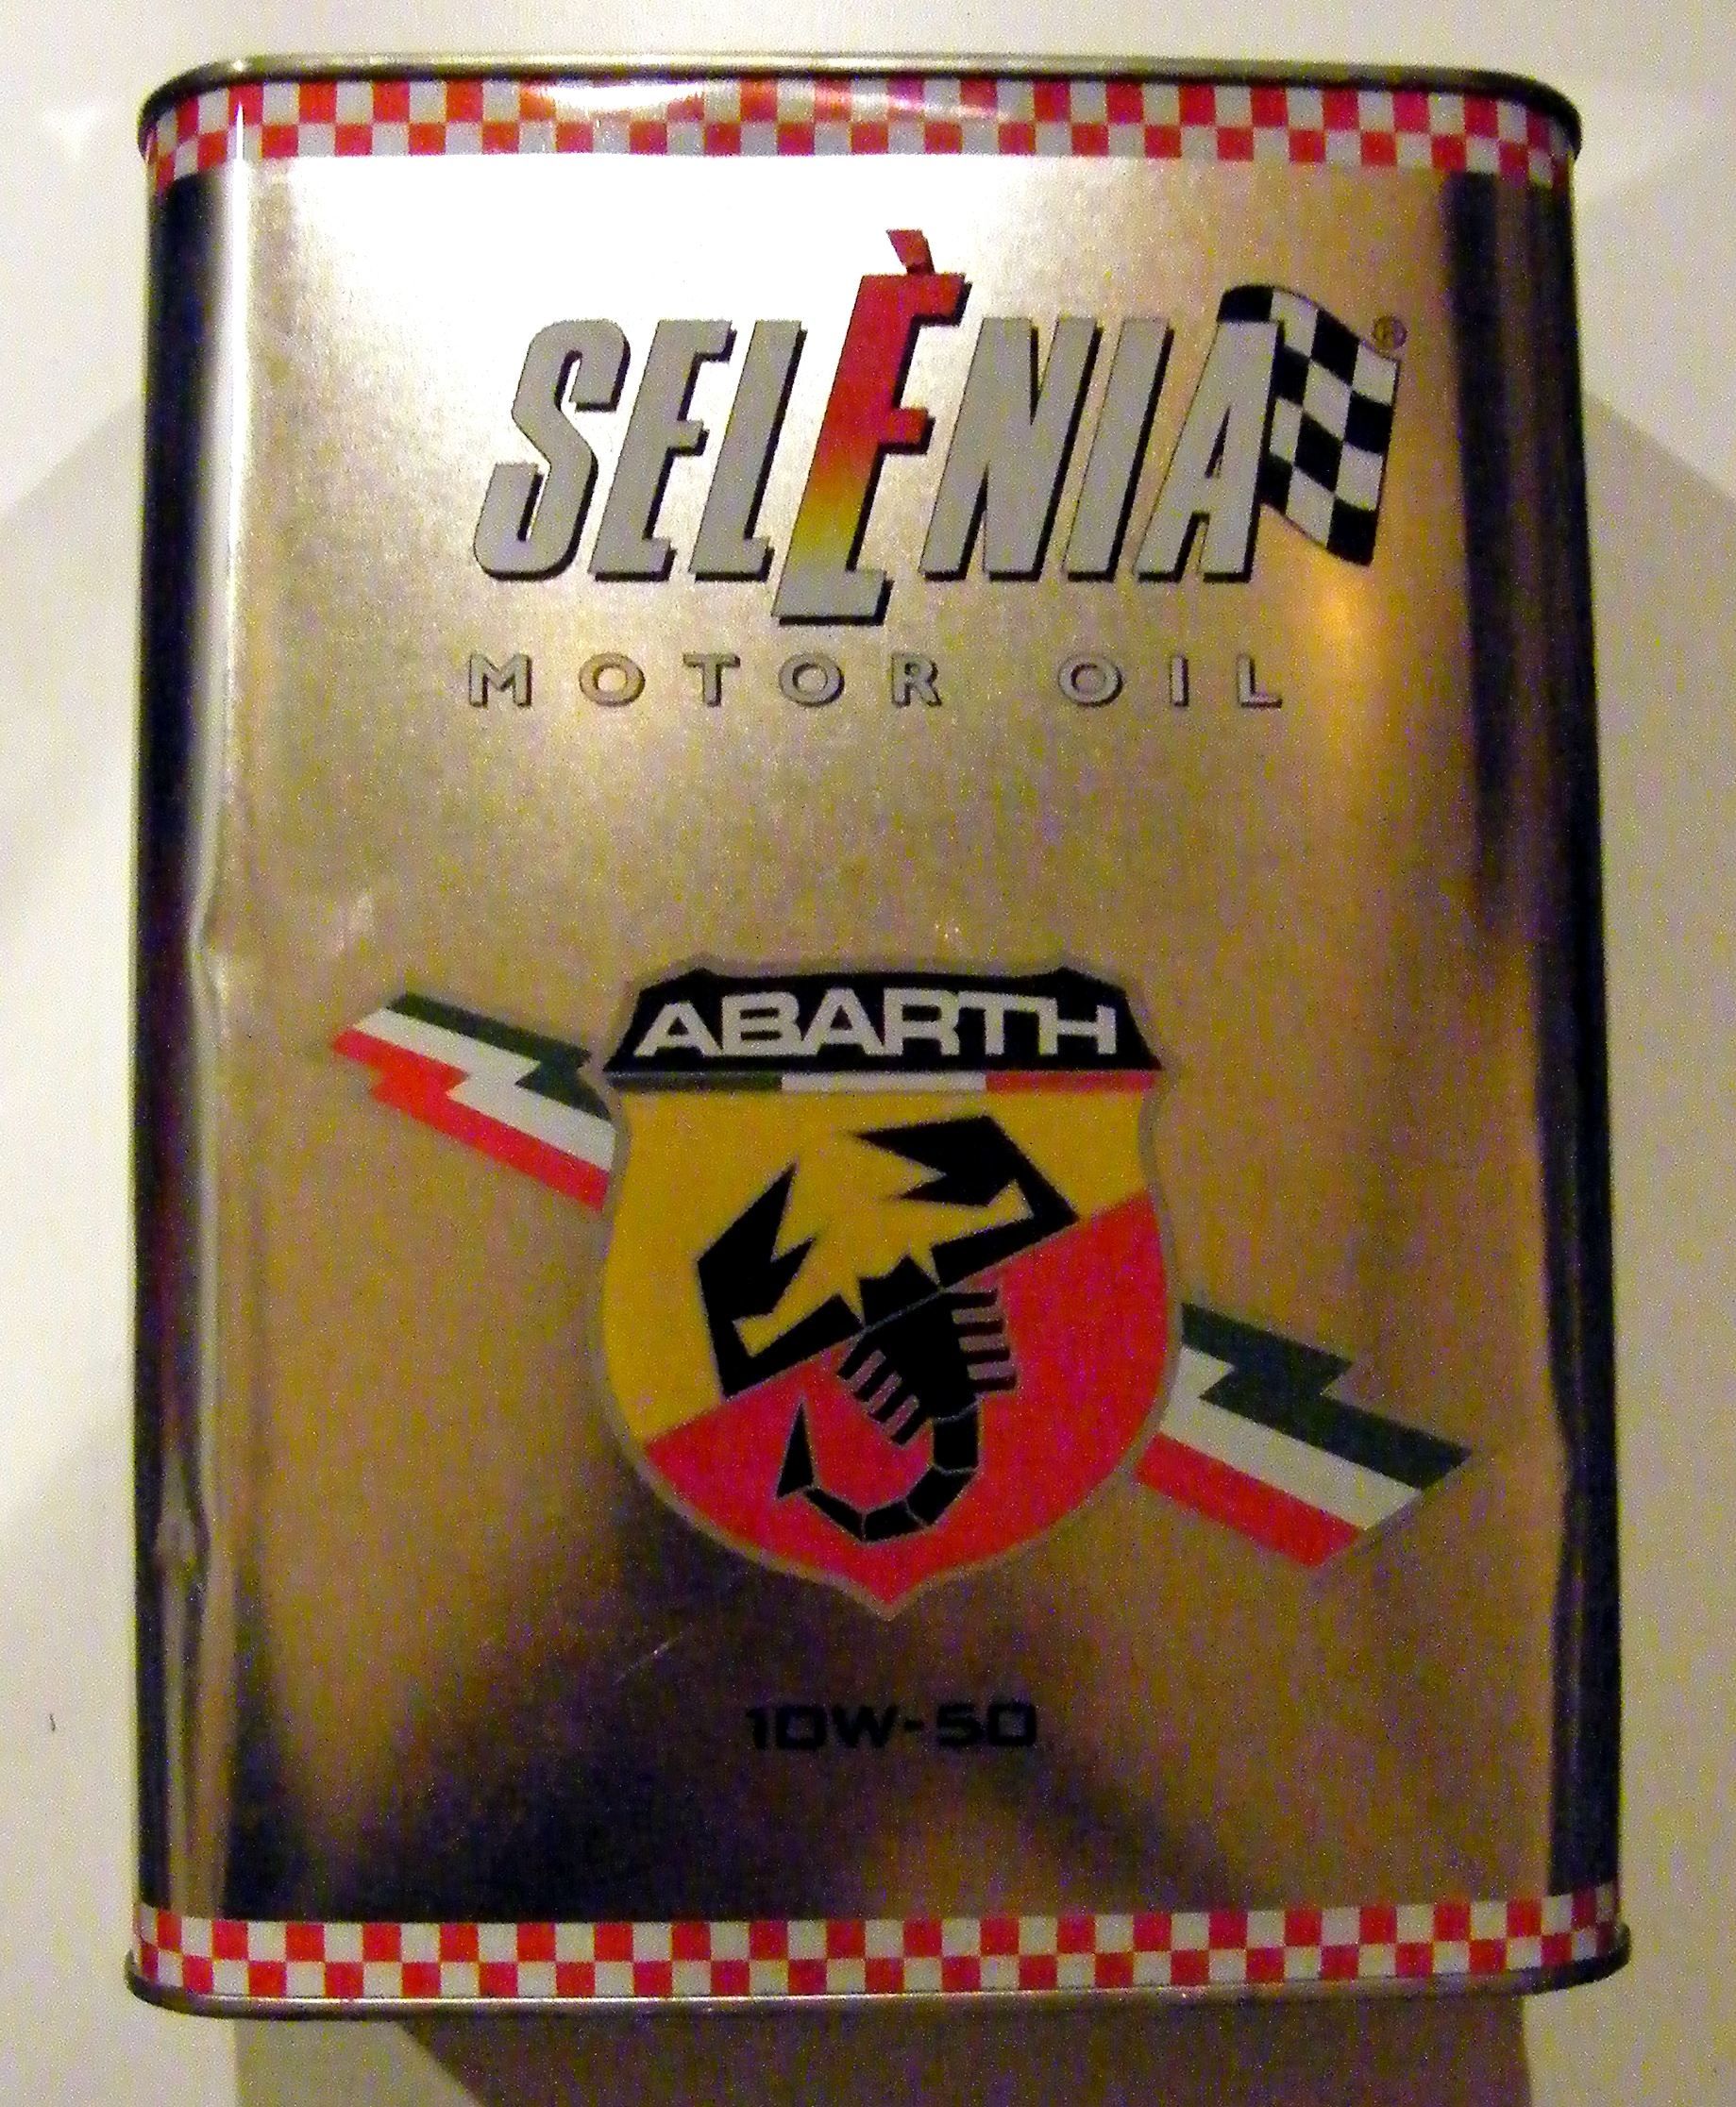 SELÈNIA ®
MOTOR OIL
ABARTH
10W-50